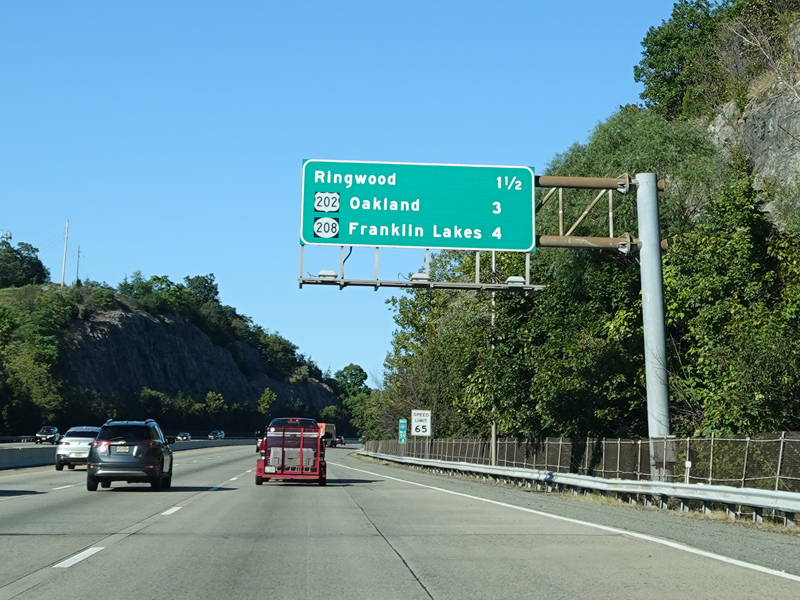 Ringwood 1½
202 Oakland 3
208 Franklin Lakes 4
SPEED
LIMIT
65